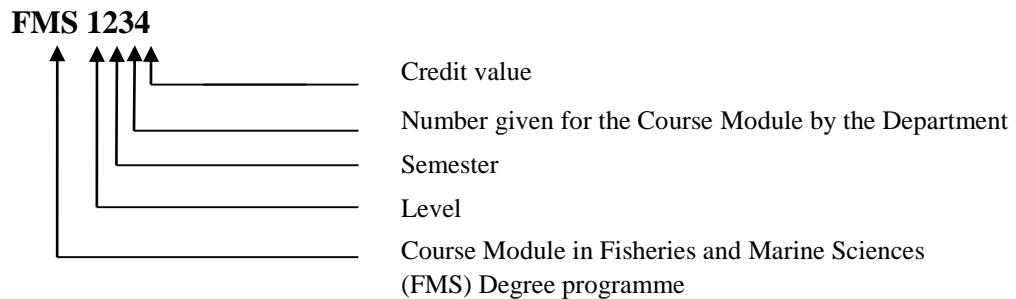 FMS 1234
Credit value
Number given for the Course Module by the Department
Semester
Level
Course Module in Fisheries and Marine Sciences
(FMS) Degree programme